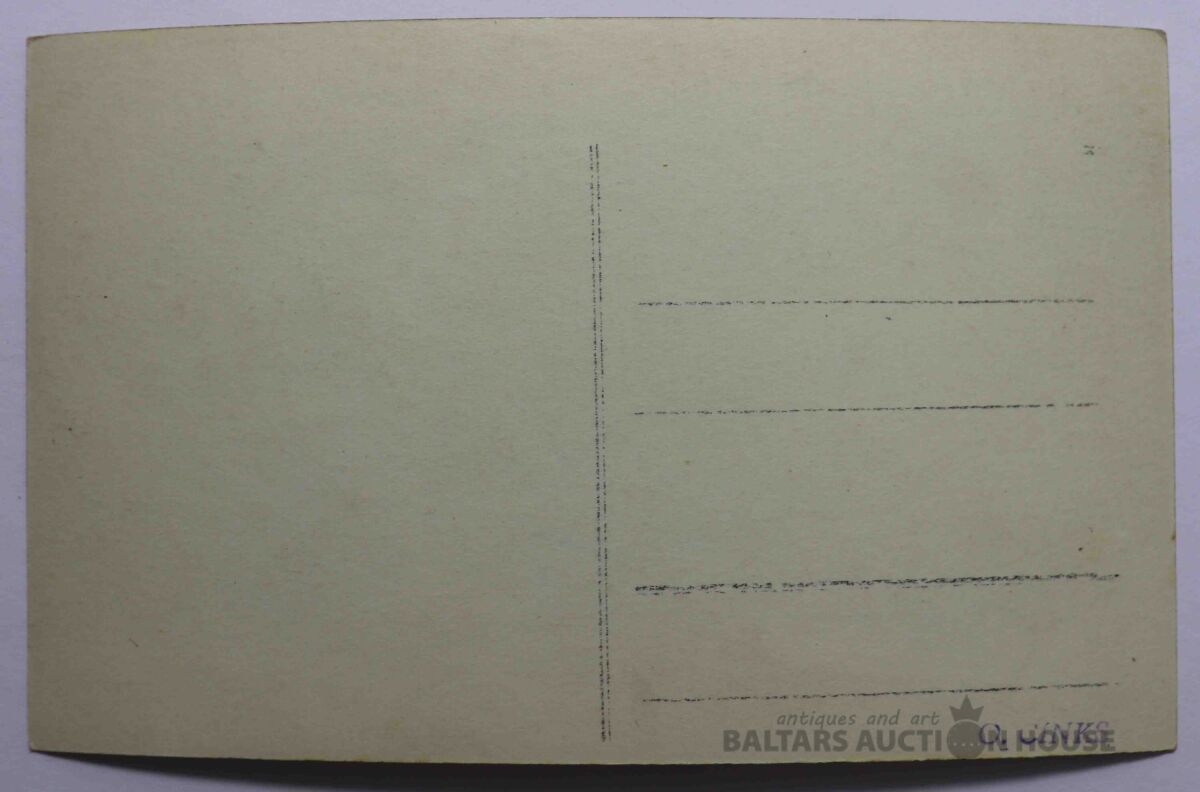 antiques and art
BALTARS AUCTION HOUSE